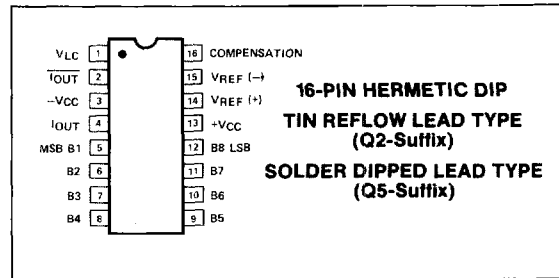 VLC 1
IOUT 2
-VCC 3
IOUT 4
MSB B1 5
B2 6
B3 7
B4 8
16 COMPENSATION
15 VREF (−)
14 VREF (+)
13 +VCC
12 B8 LSB
11 B7
10 B6
9 B5
16-PIN HERMETIC DIP
TIN REFLOW LEAD TYPE
(Q2-Suffix)
SOLDER DIPPED LEAD TYPE
(Q5-Suffix)